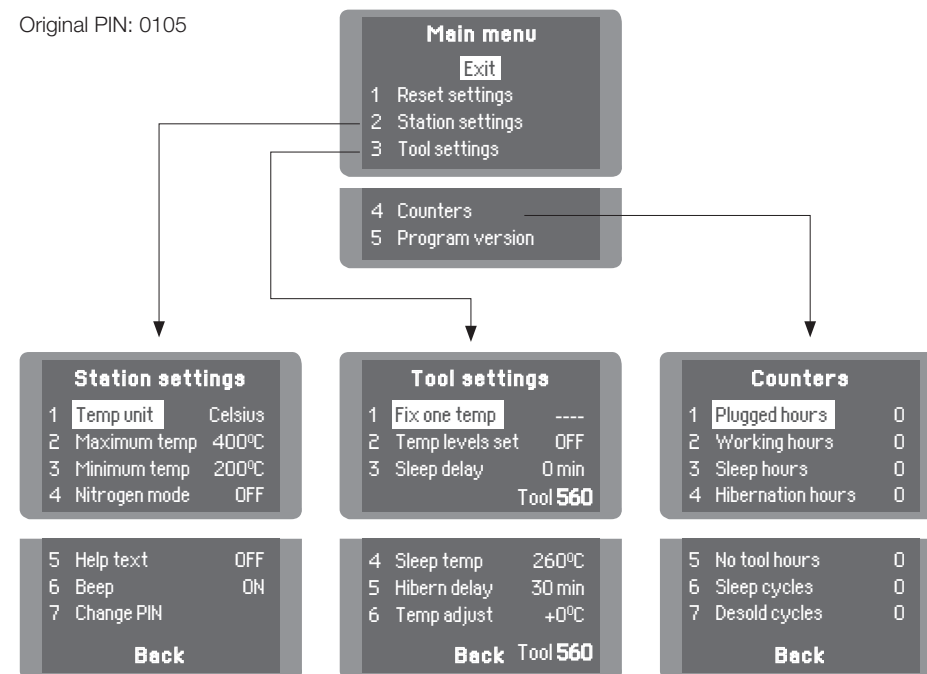 Original PIN: 0105
Main menu
Exit
1 Reset settings
2 Station settings
3 Tool settings
4 Counters
5 Program version
Station settings
1 Temp unit Celsius
2 Maximum temp 400ºC
3 Minimum temp 200ºC
4 Nitrogen mode OFF
5 Help text OFF
6 Beep ON
7 Change PIN
Back
Tool settings
1 Fix one temp ----
2 Temp levels set OFF
3 Sleep delay 0 min
Tool 560
4 Sleep temp 260ºC
5 Hibern delay 30 min
6 Temp adjust +0ºC
Back Tool 560
Counters
1 Plugged hours 0
2 Working hours 0
3 Sleep hours 0
4 Hibernation hours 0
5 No tool hours 0
6 Sleep cycles 0
7 Desold cycles 0
Back